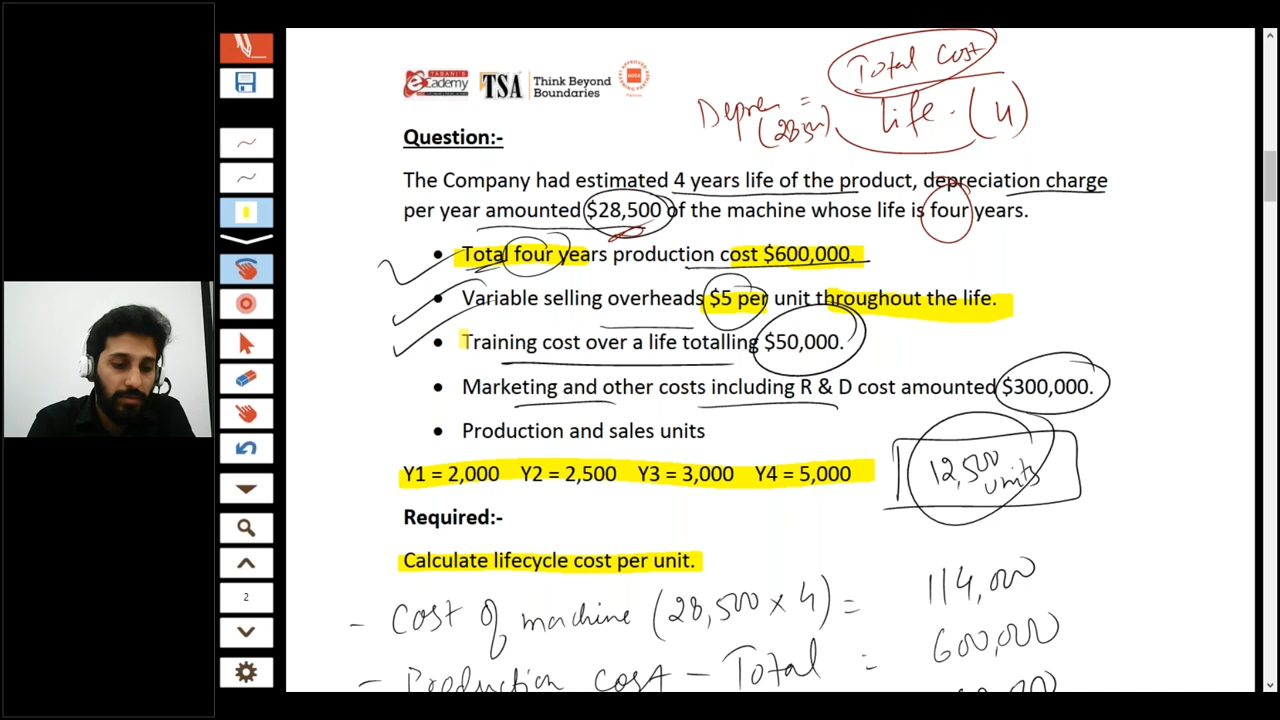 Total Cost
TABANI'S
eCademy
TSA
Think Beyond
Boundaries
Depren =
Life. (4)
Question:-
The Company had estimated 4 years life of the product, depreciation charge
per year amounted $28,500 of the machine whose life is four years.
• Total four years production cost $600,000.
• Variable selling overheads $5 per unit throughout the life.
• Training cost over a life totalling $50,000.
• Marketing and other costs including R & D cost amounted $300,000.
• Production and sales units
12,500
units
Y1 = 2,000 Y2 = 2,500 Y3 = 3,000 Y4 = 5,000
Required:-
Calculate lifecycle cost per unit.
- Cost of machine (28,500 x 4) = 114,000
- Production cost - Total = 600,000
2